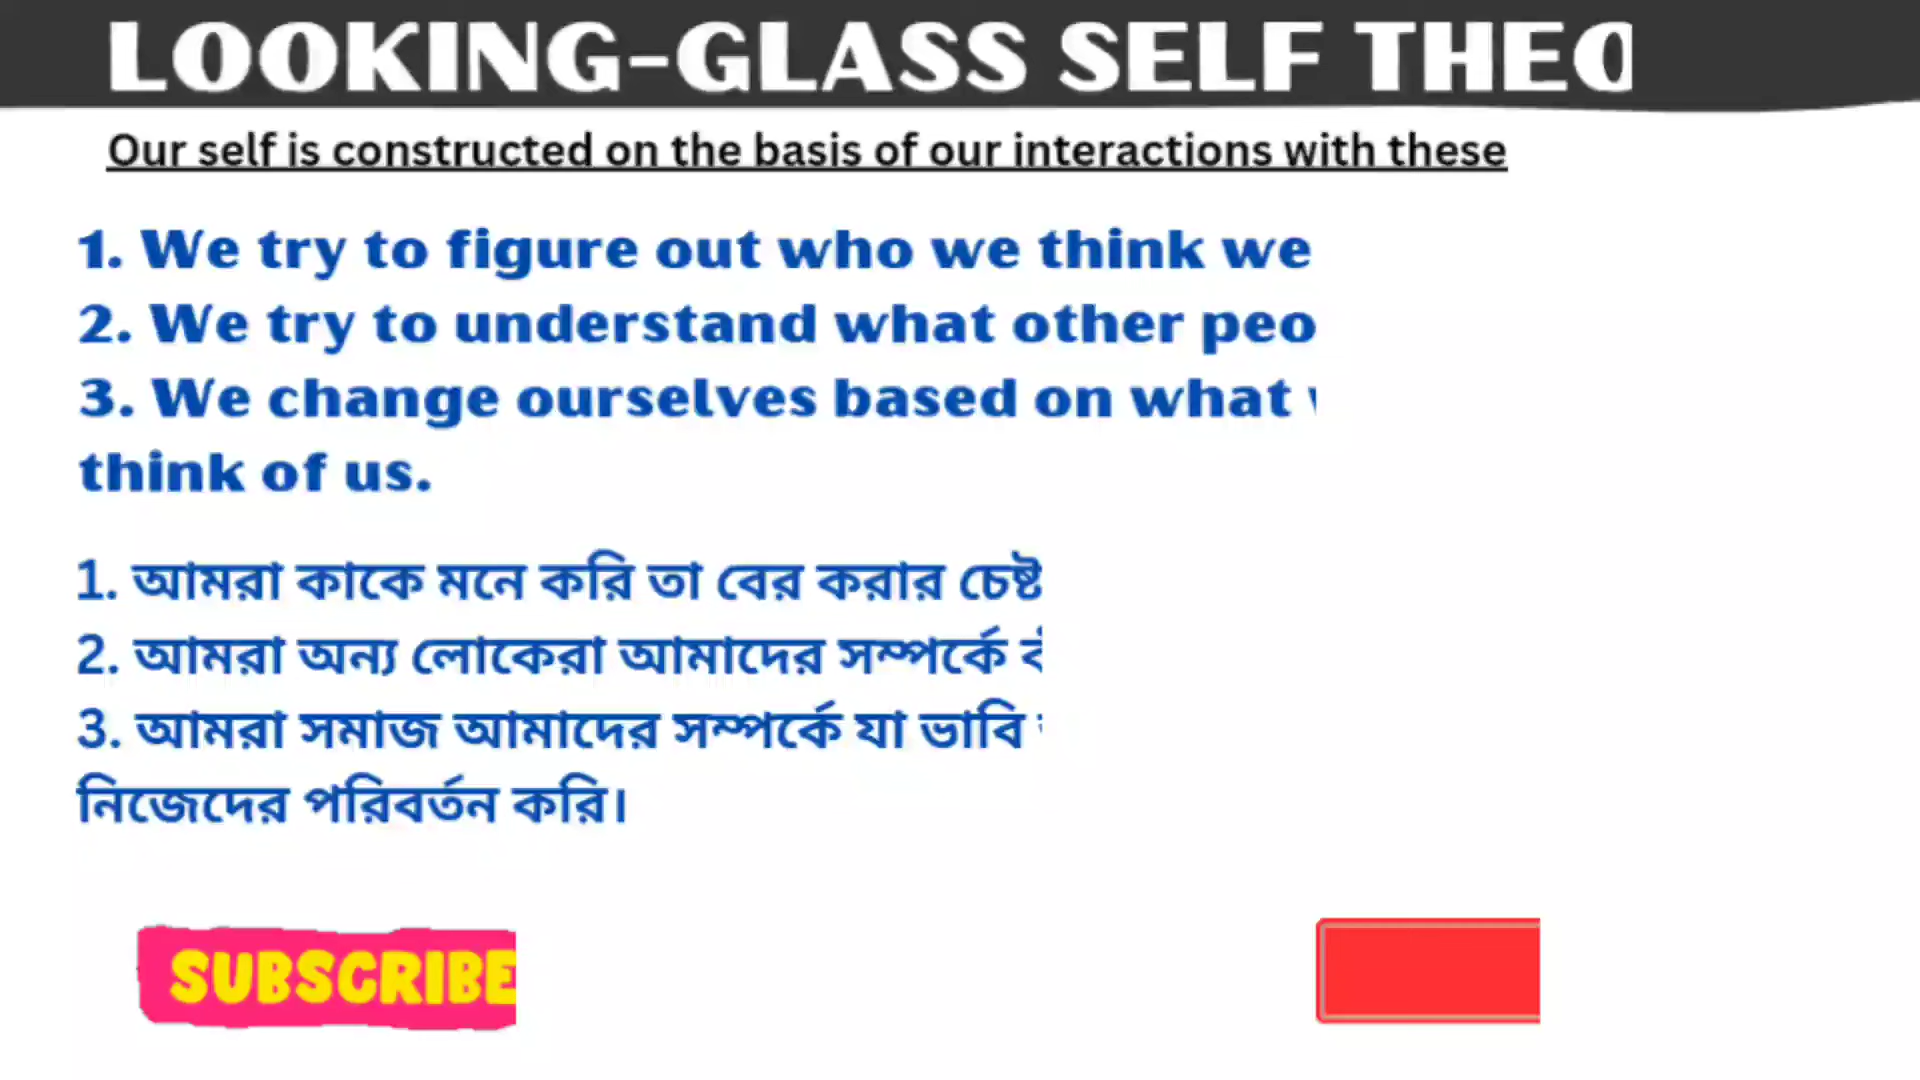 LOOKING-GLASS SELF THEO
Our self is constructed on the basis of our interactions with these
1. We try to figure out who we think we
2. We try to understand what other peo
3. We change ourselves based on what
think of us.
1. আমরা কাকে মনে করি তা বের করার চেষ্ট
2. আমরা অন্য লোকেরা আমাদের সম্পর্কে
3. আমরা সমাজ আমাদের সম্পর্কে যা ভাবি
নিজেদের পরিবর্তন করি।
SUBSCRIBE